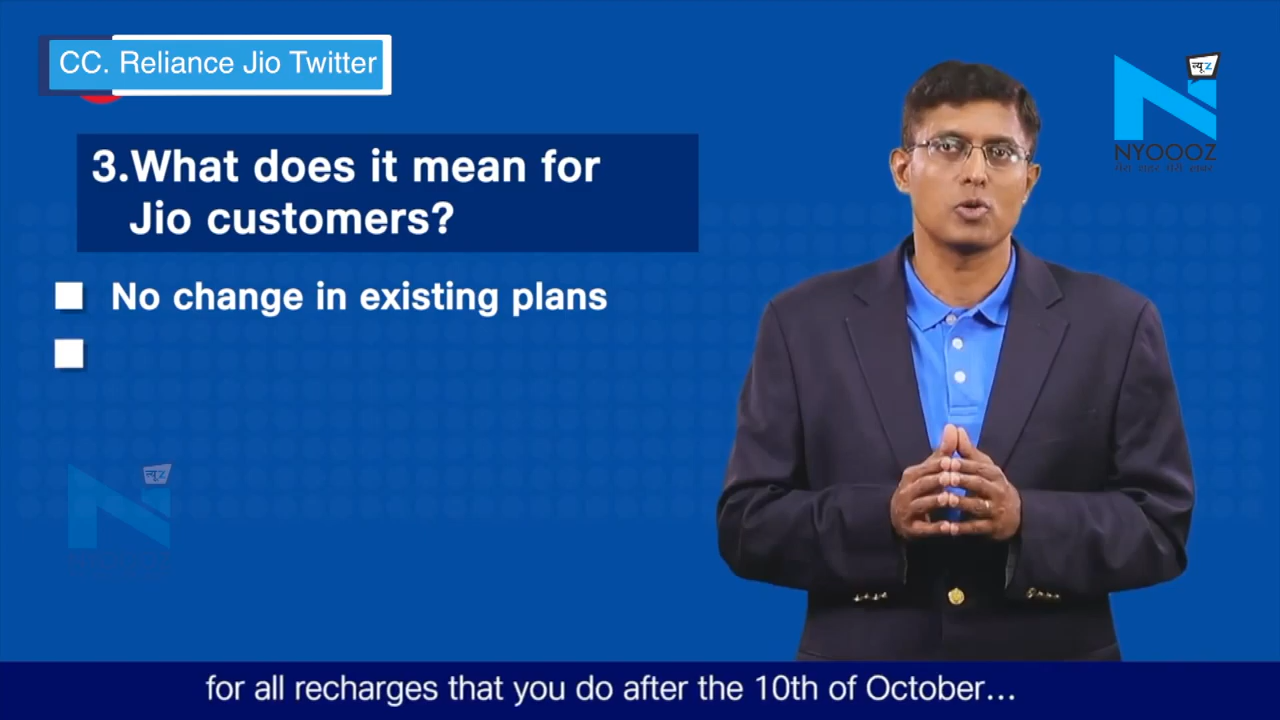 CC. Reliance Jio Twitter
न्यूz
NYOOOZ
3.What does it mean for
Jio customers?
No change in existing plans
न्यूz
for all recharges that you do after the 10th of October...